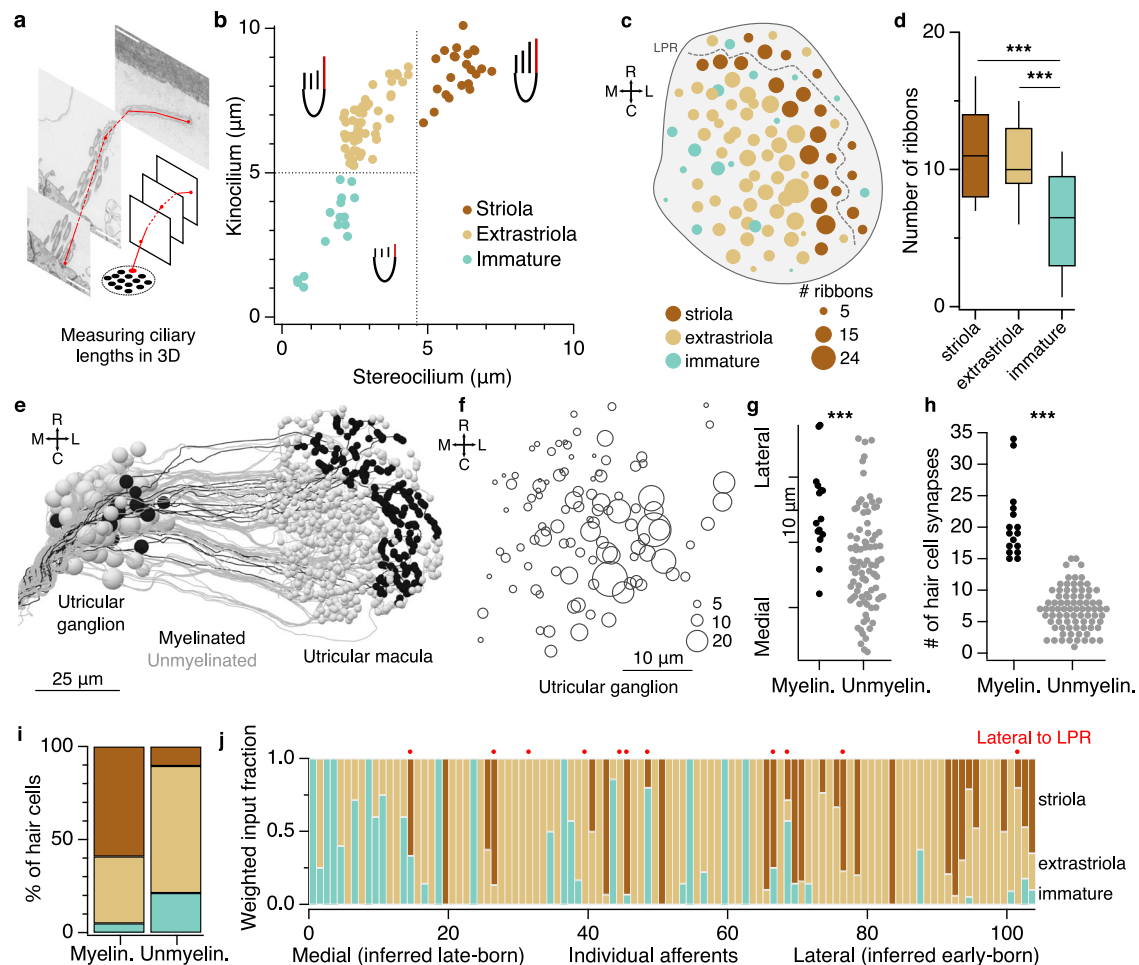 a
Measuring ciliary
lengths in 3D
b
Kinocilium (µm)
10
5
0
0
5
10
Stereocilium (µm)
Striola
Extrastriola
Immature
c
LPR
R
M L
C
striola
extrastriola
immature
# ribbons
5
15
24
d
Number of ribbons
20
10
0
***
***
striola
extrastriola
immature
e
R
M L
C
Utricular
ganglion
Myelinated
Unmyelinated
Utricular macula
25 µm
f
R
M L
C
5
10
20
10 µm
Utricular ganglion
g
***
Lateral
10 µm
Medial
Myelin. Unmyelin.
h
***
# of hair cell synapses
35
30
25
20
15
10
5
0
Myelin. Unmyelin.
i
% of hair cells
100
50
0
Myelin. Unmyelin.
j
Lateral to LPR
Weighted input fraction
1.0
0.5
0.0
striola
extrastriola
immature
0 20 40 60 80 100
Medial (inferred late-born) Individual afferents Lateral (inferred early-born)